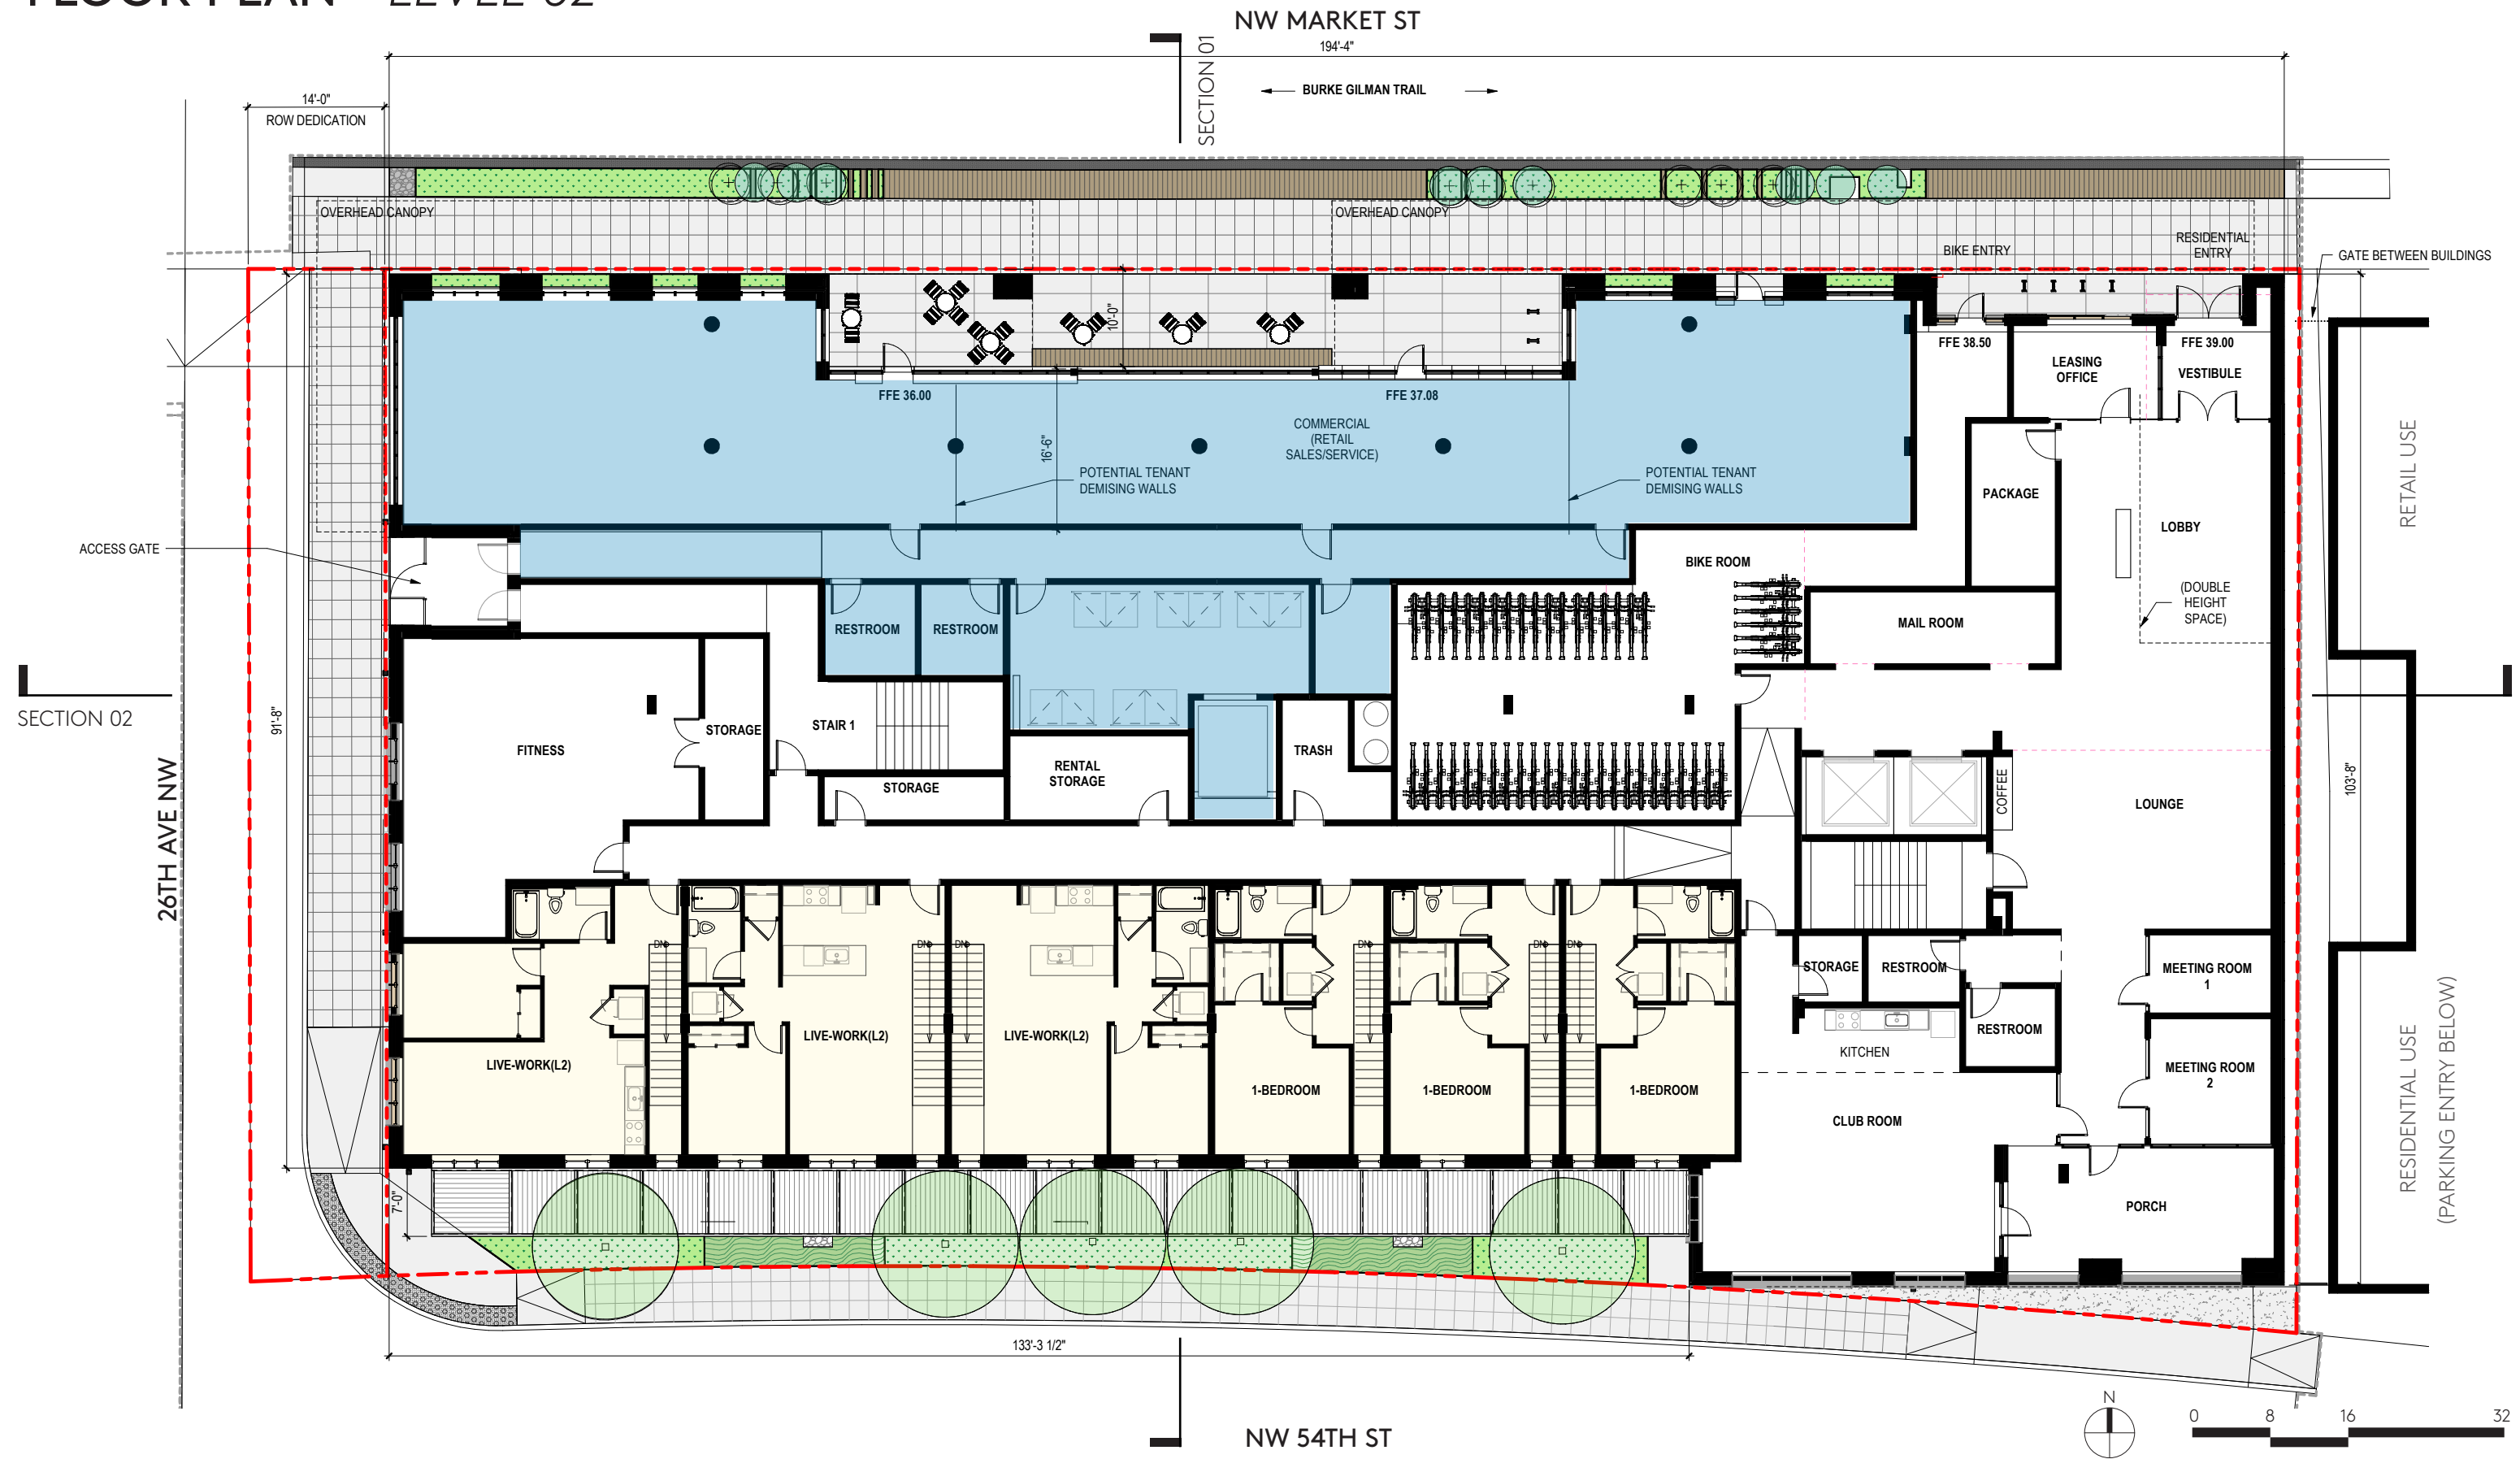 FLOOR PLAN - LEVEL 02
NW MARKET ST
194'-4"
SECTION 01
BURKE GILMAN TRAIL
14'-0"
ROW DEDICATION
OVERHEAD CANOPY
OVERHEAD CANOPY
BIKE ENTRY
RESIDENTIAL
ENTRY
GATE BETWEEN BUILDINGS
10'-0"
FFE 38.50
FFE 39.00
LEASING
OFFICE
VESTIBULE
FFE 36.00
FFE 37.08
COMMERCIAL
(RETAIL
SALES/SERVICE)
16'-6"
POTENTIAL TENANT
DEMISING WALLS
POTENTIAL TENANT
DEMISING WALLS
PACKAGE
LOBBY
RETAIL USE
ACCESS GATE
BIKE ROOM
(DOUBLE
HEIGHT
SPACE)
RESTROOM
RESTROOM
MAIL ROOM
SECTION 02
91'-8"
FITNESS
STORAGE
STAIR 1
TRASH
RENTAL
STORAGE
STORAGE
COFFEE
LOUNGE
103'-8"
26TH AVE NW
DN
DN
DN
DN
DN
STORAGE
RESTROOM
MEETING ROOM
1
RESTROOM
LIVE-WORK(L2)
LIVE-WORK(L2)
LIVE-WORK(L2)
KITCHEN
1-BEDROOM
1-BEDROOM
1-BEDROOM
MEETING ROOM
2
CLUB ROOM
RESIDENTIAL USE
(PARKING ENTRY BELOW)
7'-0"
PORCH
133'-3 1/2"
NW 54TH ST
N
0 8 16 32